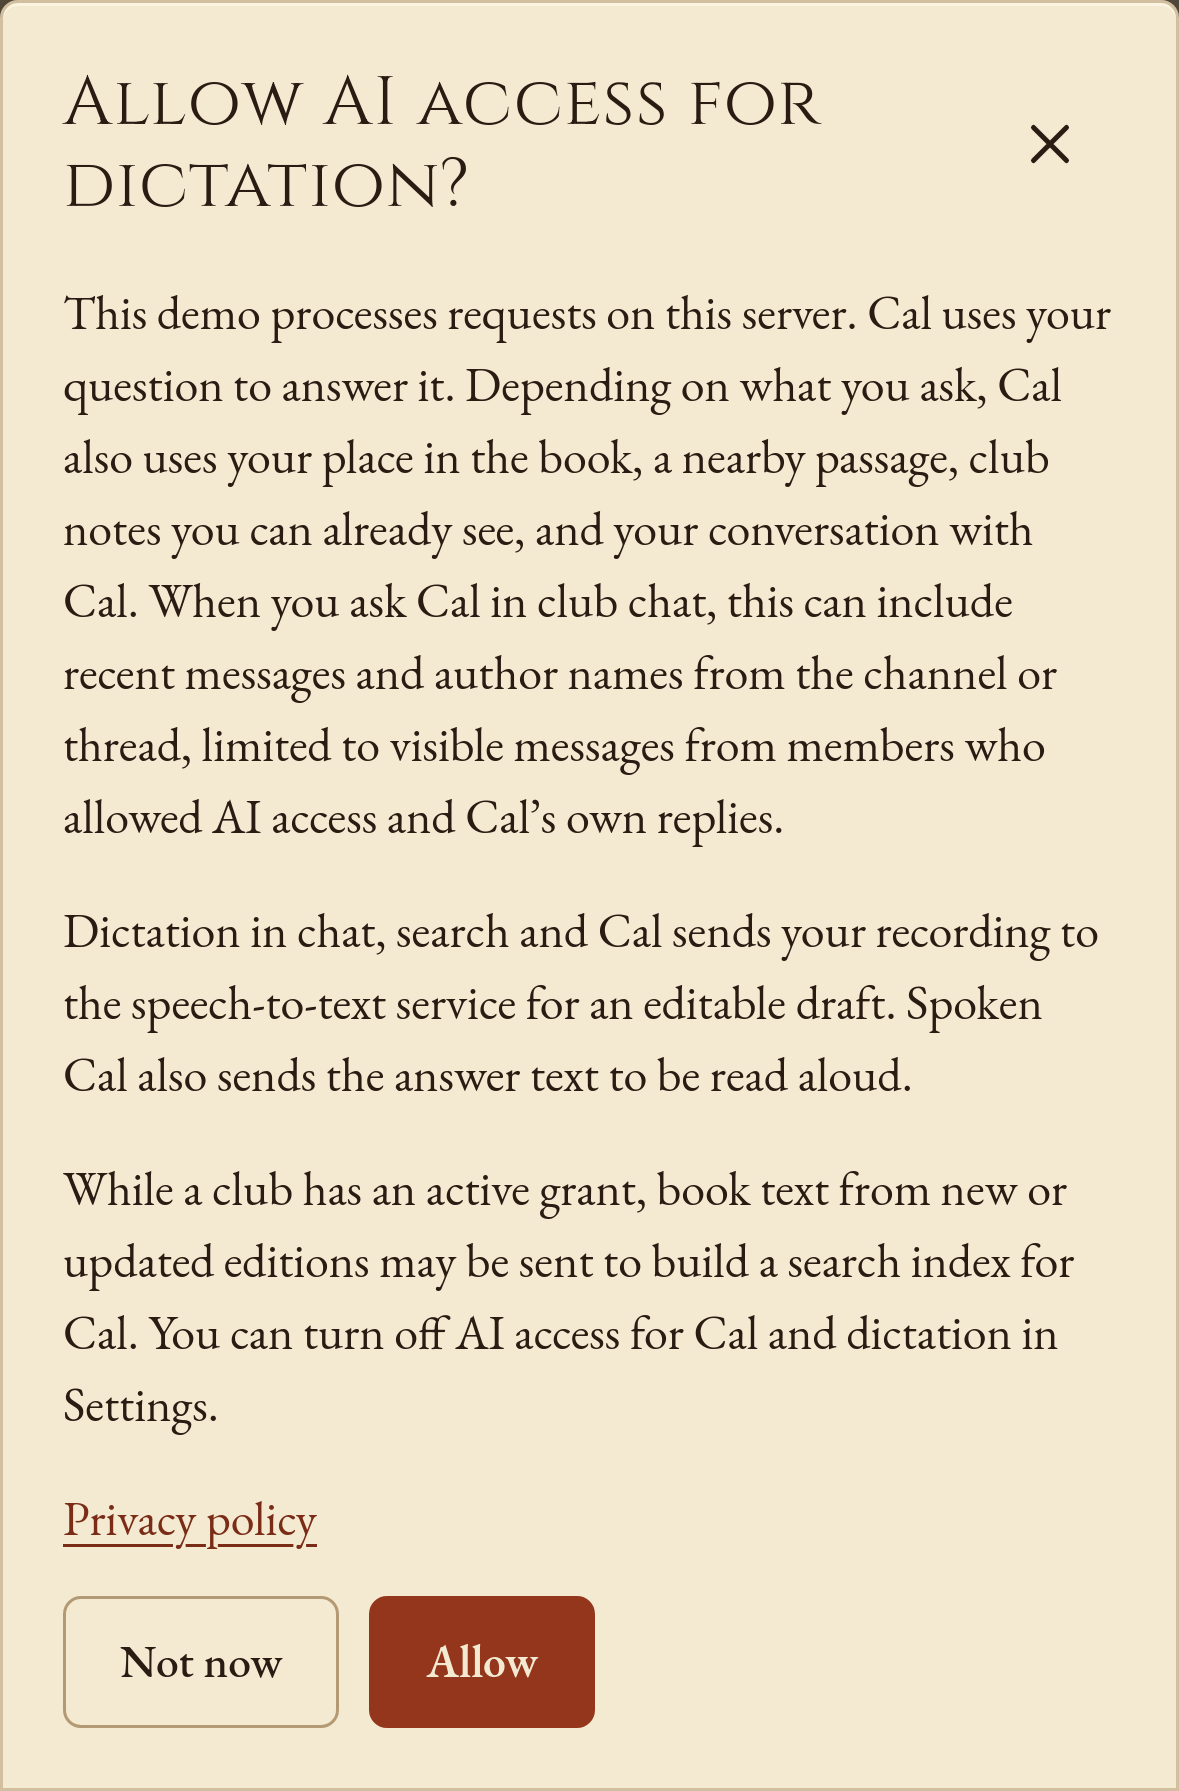 Allow AI access for
dictation?
This demo processes requests on this server. Cal uses your
question to answer it. Depending on what you ask, Cal
also uses your place in the book, a nearby passage, club
notes you can already see, and your conversation with
Cal. When you ask Cal in club chat, this can include
recent messages and author names from the channel or
thread, limited to visible messages from members who
allowed AI access and Cal’s own replies.
Dictation in chat, search and Cal sends your recording to
the speech-to-text service for an editable draft. Spoken
Cal also sends the answer text to be read aloud.
While a club has an active grant, book text from new or
updated editions may be sent to build a search index for
Cal. You can turn off AI access for Cal and dictation in
Settings.
Privacy policy
Not now
Allow